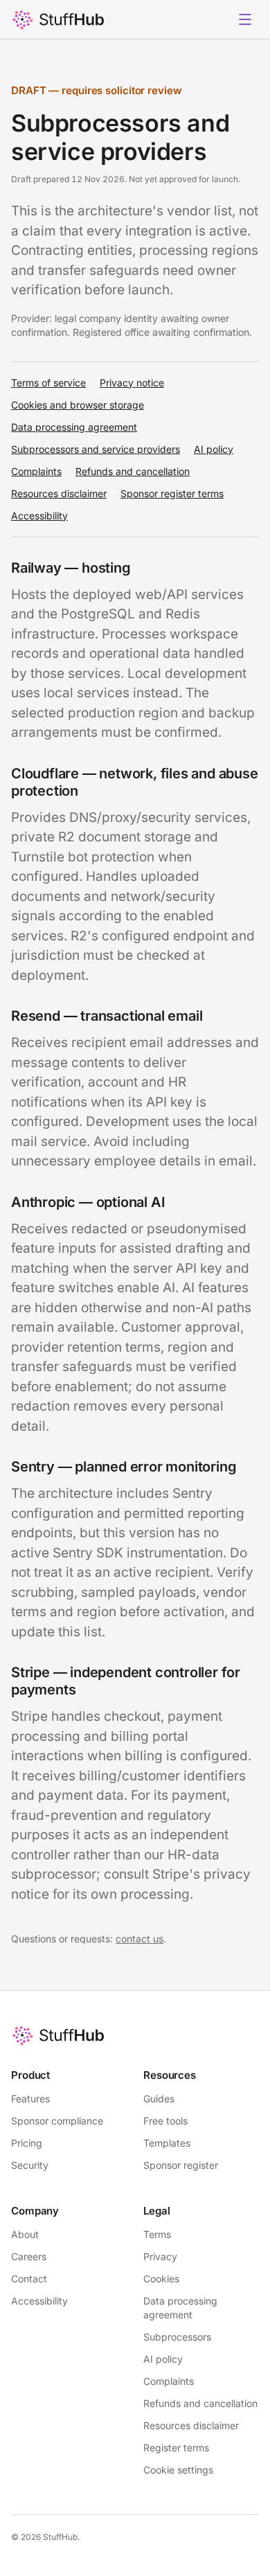 StuffHub
DRAFT — requires solicitor review
Subprocessors and
service providers
Draft prepared 12 Nov 2026. Not yet approved for launch.
This is the architecture's vendor list, not
a claim that every integration is active.
Contracting entities, processing regions
and transfer safeguards need owner
verification before launch.
Provider: legal company identity awaiting owner
confirmation. Registered office awaiting confirmation.
Terms of service Privacy notice
Cookies and browser storage
Data processing agreement
Subprocessors and service providers AI policy
Complaints Refunds and cancellation
Resources disclaimer Sponsor register terms
Accessibility
Railway — hosting
Hosts the deployed web/API services
and the PostgreSQL and Redis
infrastructure. Processes workspace
records and operational data handled
by those services. Local development
uses local services instead. The
selected production region and backup
arrangements must be confirmed.
Cloudflare — network, files and abuse
protection
Provides DNS/proxy/security services,
private R2 document storage and
Turnstile bot protection when
configured. Handles uploaded
documents and network/security
signals according to the enabled
services. R2's configured endpoint and
jurisdiction must be checked at
deployment.
Resend — transactional email
Receives recipient email addresses and
message contents to deliver
verification, account and HR
notifications when its API key is
configured. Development uses the local
mail service. Avoid including
unnecessary employee details in email.
Anthropic — optional AI
Receives redacted or pseudonymised
feature inputs for assisted drafting and
matching when the server API key and
feature switches enable AI. AI features
are hidden otherwise and non-AI paths
remain available. Customer approval,
provider retention terms, region and
transfer safeguards must be verified
before enablement; do not assume
redaction removes every personal
detail.
Sentry — planned error monitoring
The architecture includes Sentry
configuration and permitted reporting
endpoints, but this version has no
active Sentry SDK instrumentation. Do
not treat it as an active recipient. Verify
scrubbing, sampled payloads, vendor
terms and region before activation, and
update this list.
Stripe — independent controller for
payments
Stripe handles checkout, payment
processing and billing portal
interactions when billing is configured.
It receives billing/customer identifiers
and payment data. For its payment,
fraud-prevention and regulatory
purposes it acts as an independent
controller rather than our HR-data
subprocessor; consult Stripe's privacy
notice for its own processing.
Questions or requests: contact us.
StuffHub
Product
Features
Sponsor compliance
Pricing
Security
Resources
Guides
Free tools
Templates
Sponsor register
Company
About
Careers
Contact
Accessibility
Legal
Terms
Privacy
Cookies
Data processing
agreement
Subprocessors
AI policy
Complaints
Refunds and cancellation
Resources disclaimer
Register terms
Cookie settings
© 2026 StuffHub.